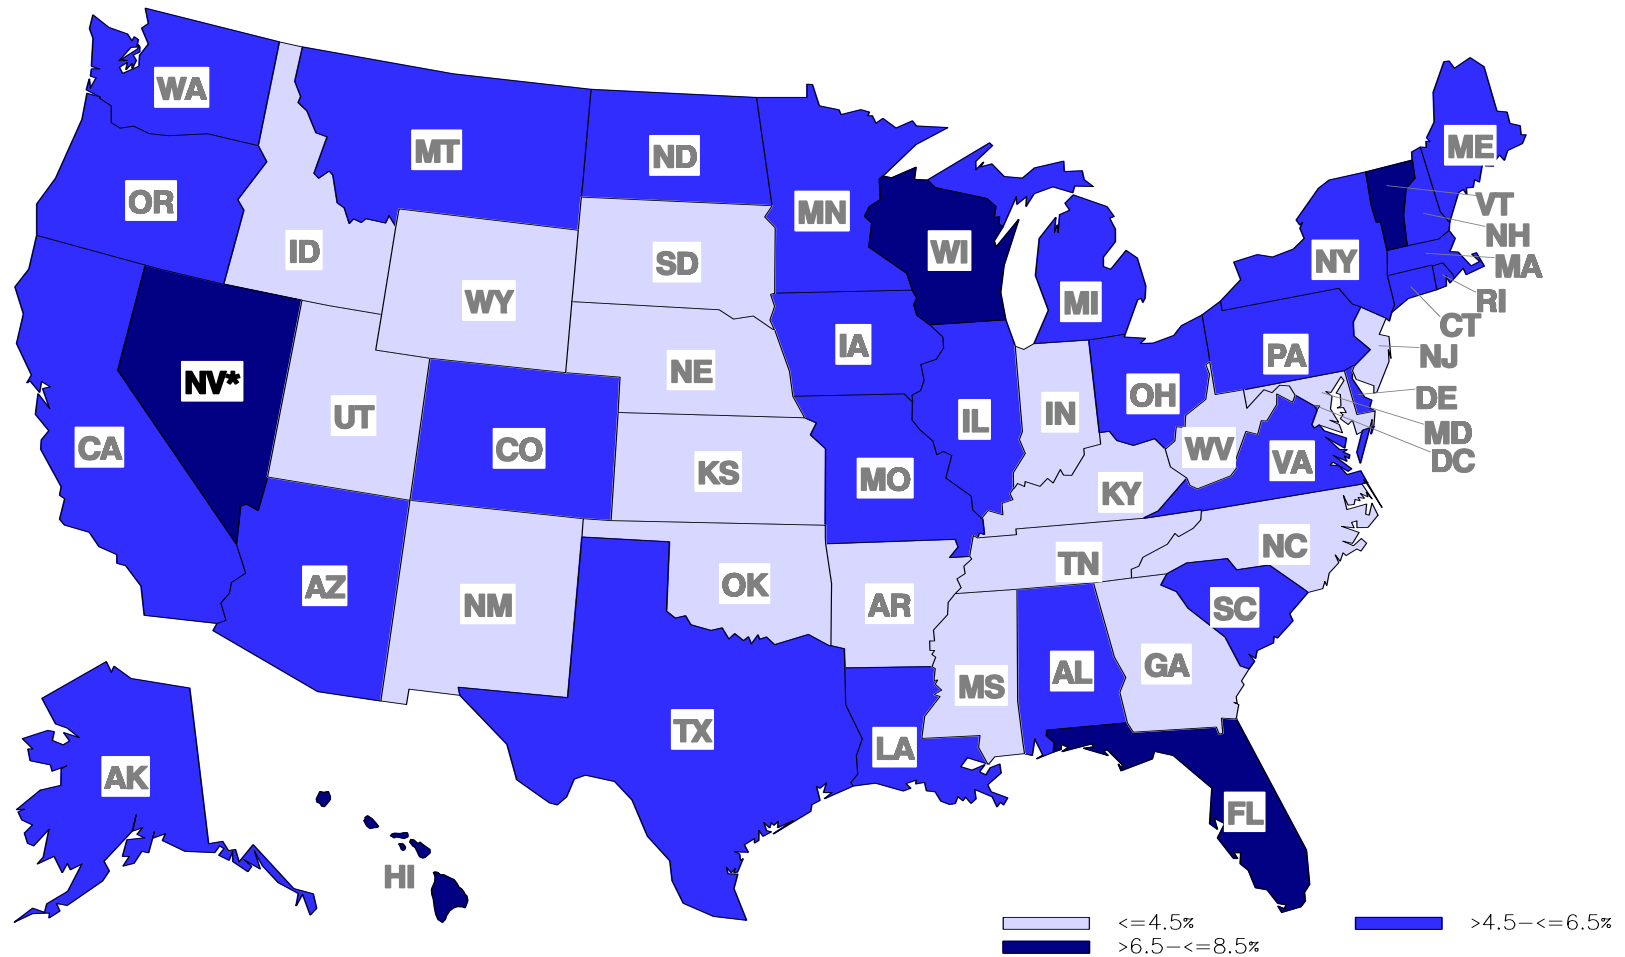 WA
MT
ND
ME
OR
MN
VT
ID
SD
WI
NY
NH
MA
WY
MI
RI
CT
IA
NE
PA
NJ
NV*
UT
IN
OH
DE
CA
CO
KS
MO
IL
WV
VA
MD
DC
KY
AZ
NM
OK
AR
TN
NC
SC
MS
AL
GA
TX
LA
AK
FL
HI
<=4.5%
>4.5-<=6.5%
>6.5-<=8.5%